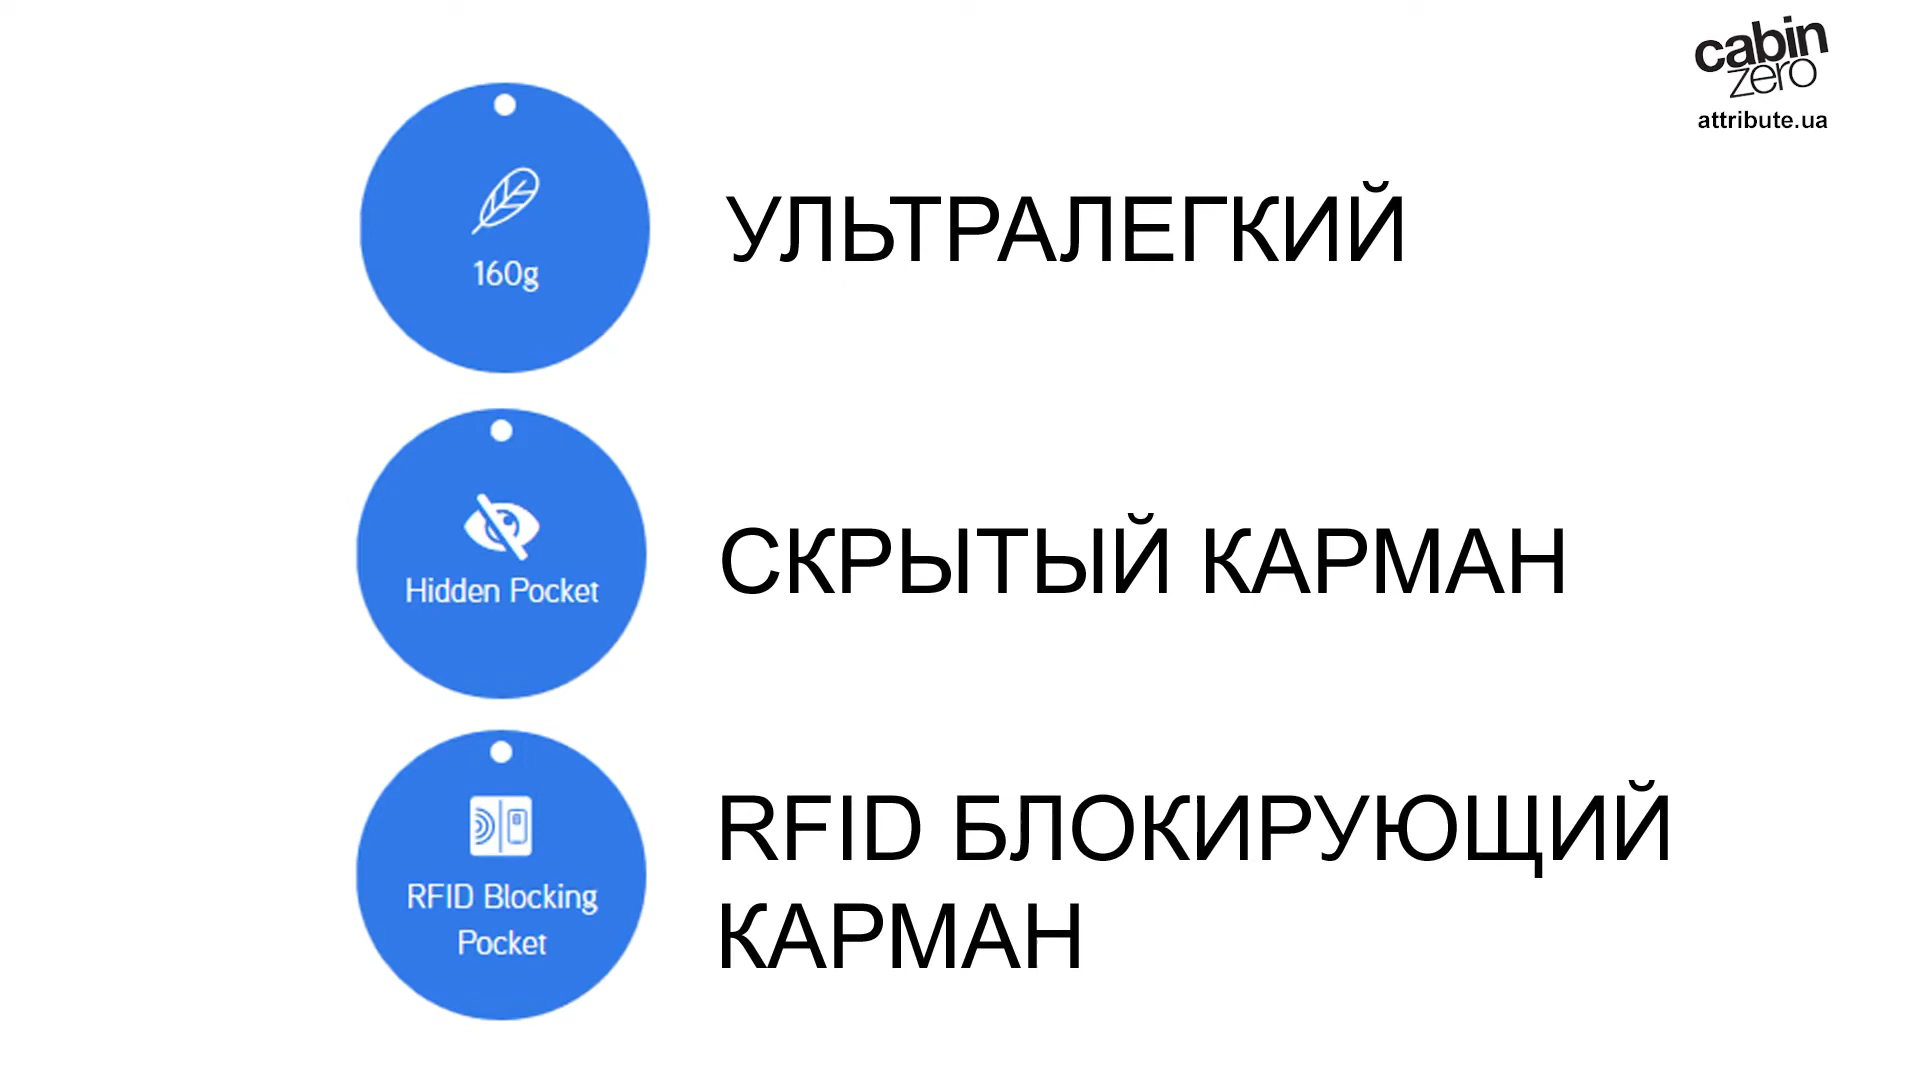 cabin
zero
attribute.ua
160g
УЛЬТРАЛЕГКИЙ
Hidden Pocket
СКРЫТЫЙ КАРМАН
RFID Blocking
Pocket
RFID БЛОКИРУЮЩИЙ
КАРМАН